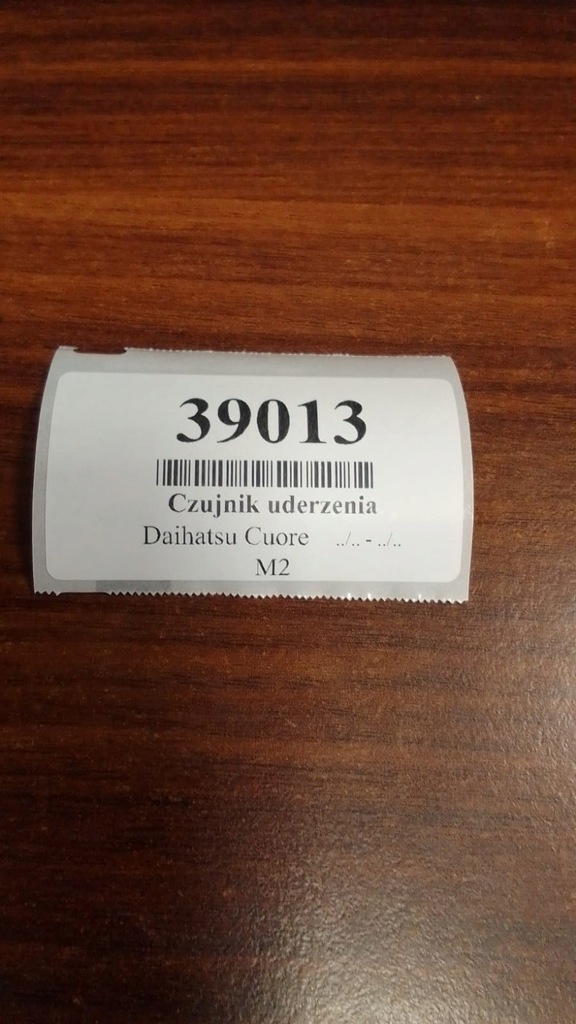 39013
Czujnik uderzenia
Daihatsu Cuore ../.. - ../..
M2